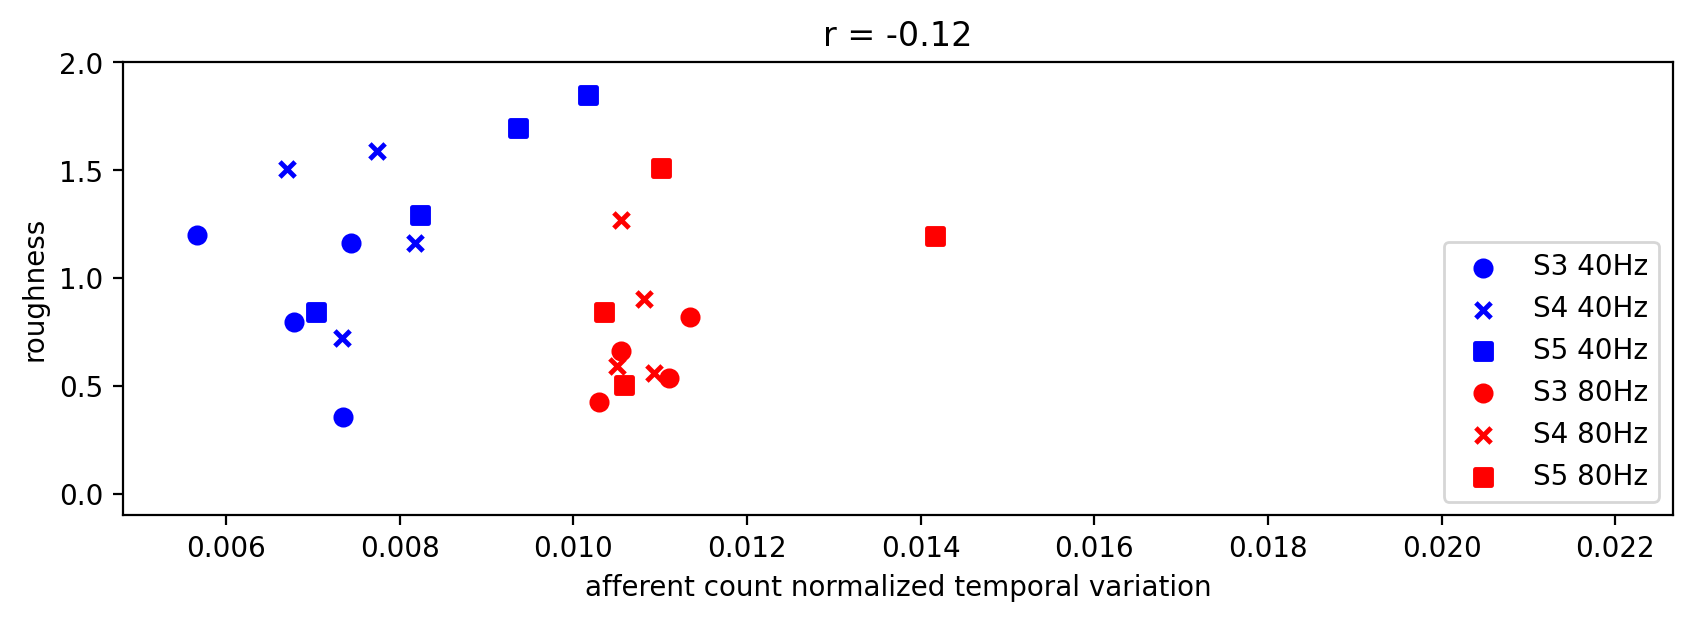 r = -0.12
2.0
1.5
1.0
0.5
0.0
roughness
S3 40Hz
S4 40Hz
S5 40Hz
S3 80Hz
S4 80Hz
S5 80Hz
0.006 0.008 0.010 0.012 0.014 0.016 0.018 0.020 0.022
afferent count normalized temporal variation